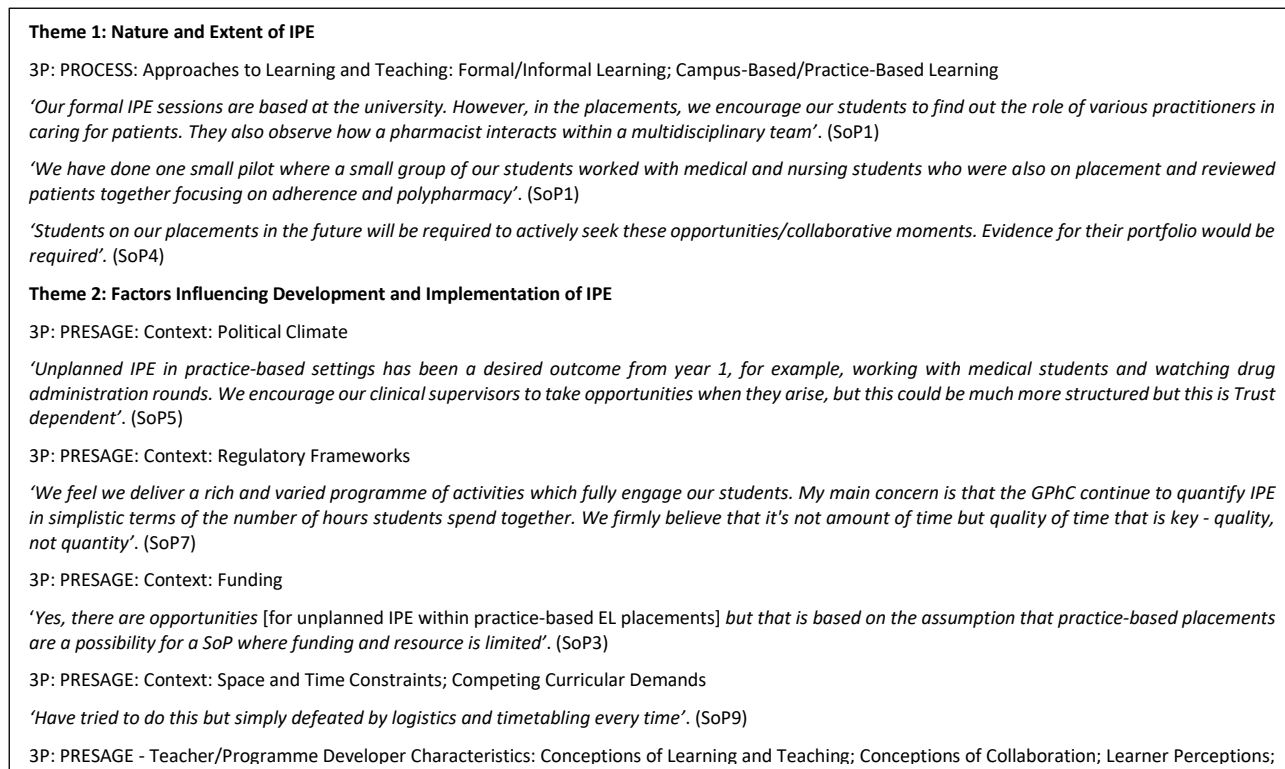 Theme 1: Nature and Extent of IPE
3P: PROCESS: Approaches to Learning and Teaching: Formal/Informal Learning; Campus-Based/Practice-Based Learning
‘Our formal IPE sessions are based at the university. However, in the placements, we encourage our students to find out the role of various practitioners in
caring for patients. They also observe how a pharmacist interacts within a multidisciplinary team’. (SoP1)
‘We have done one small pilot where a small group of our students worked with medical and nursing students who were also on placement and reviewed
patients together focusing on adherence and polypharmacy’. (SoP1)
‘Students on our placements in the future will be required to actively seek these opportunities/collaborative moments. Evidence for their portfolio would be
required’. (SoP4)
Theme 2: Factors Influencing Development and Implementation of IPE
3P: PRESAGE: Context: Political Climate
‘Unplanned IPE in practice-based settings has been a desired outcome from year 1, for example, working with medical students and watching drug
administration rounds. We encourage our clinical supervisors to take opportunities when they arise, but this could be much more structured but this is Trust
dependent’. (SoP5)
3P: PRESAGE: Context: Regulatory Frameworks
‘We feel we deliver a rich and varied programme of activities which fully engage our students. My main concern is that the GPhC continue to quantify IPE
in simplistic terms of the number of hours students spend together. We firmly believe that it's not amount of time but quality of time that is key - quality,
not quantity’. (SoP7)
3P: PRESAGE: Context: Funding
‘Yes, there are opportunities [for unplanned IPE within practice-based EL placements] but that is based on the assumption that practice-based placements
are a possibility for a SoP where funding and resource is limited’. (SoP3)
3P: PRESAGE: Context: Space and Time Constraints; Competing Curricular Demands
‘Have tried to do this but simply defeated by logistics and timetabling every time’. (SoP9)
3P: PRESAGE - Teacher/Programme Developer Characteristics: Conceptions of Learning and Teaching; Conceptions of Collaboration; Learner Perceptions;